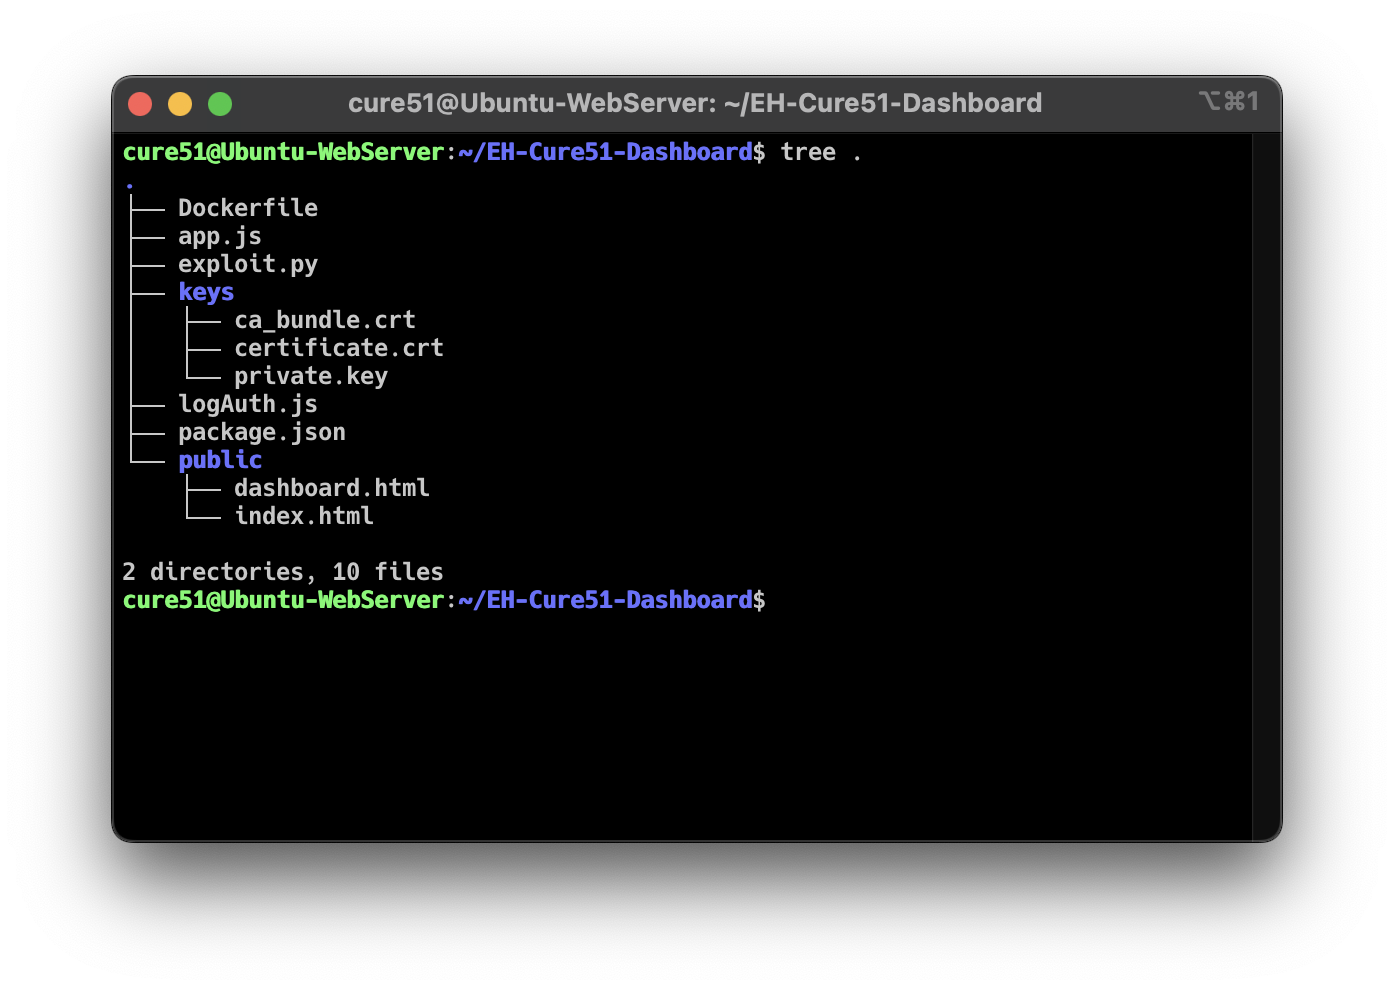 cure51@Ubuntu-WebServer: ~/EH-Cure51-Dashboard ⌥⌘1
cure51@Ubuntu-WebServer:~/EH-Cure51-Dashboard$ tree .
.
├── Dockerfile
├── app.js
├── exploit.py
├── keys
│   ├── ca_bundle.crt
│   ├── certificate.crt
│   └── private.key
├── logAuth.js
├── package.json
└── public
    ├── dashboard.html
    └── index.html
2 directories, 10 files
cure51@Ubuntu-WebServer:~/EH-Cure51-Dashboard$